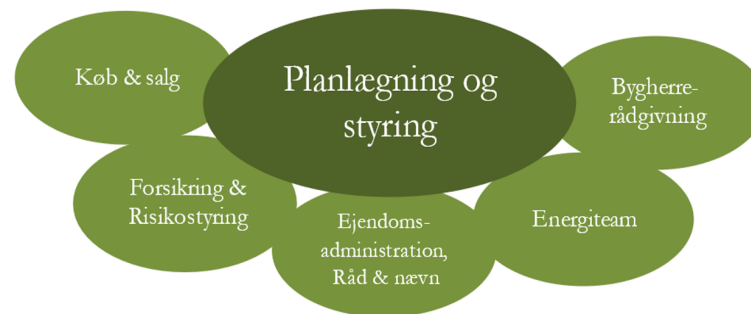 Køb & salg
Planlægning og
styring
Bygherre-
rådgivning
Forsikring &
Risikostyring
Ejendoms-
administration,
Råd & nævn
Energiteam